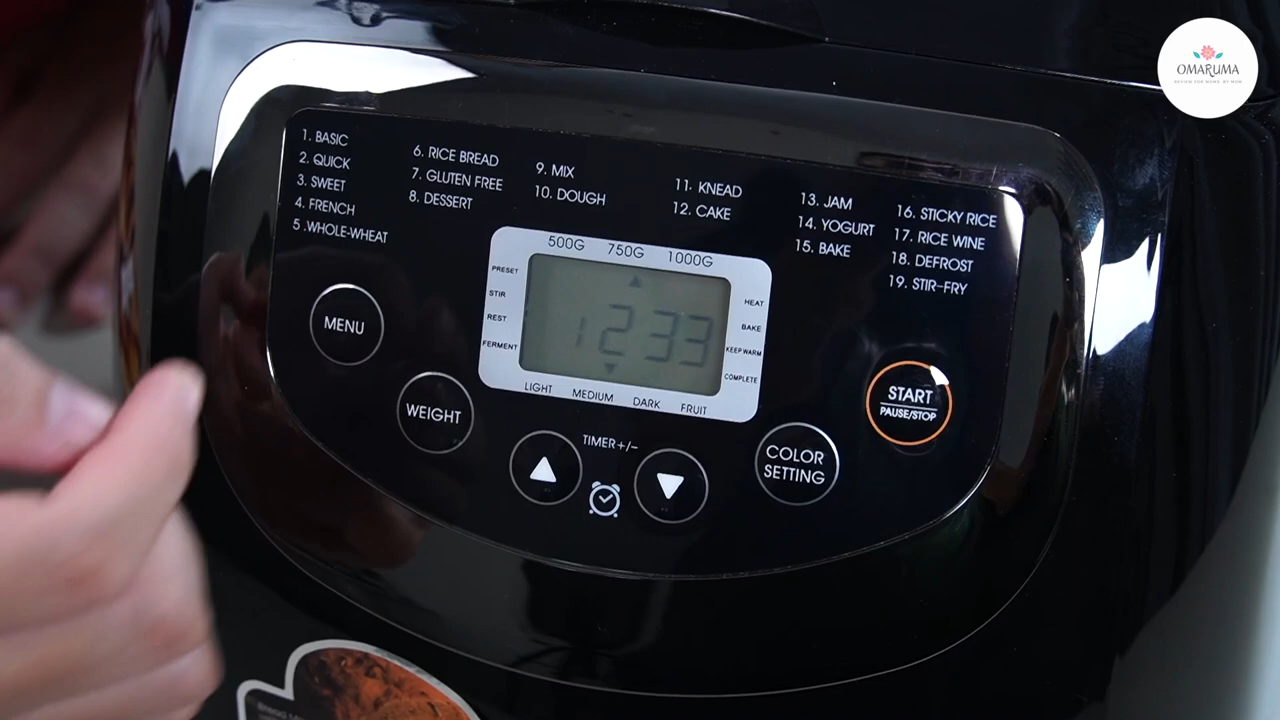 OMARUMA
1. BASIC
2. QUICK
3. SWEET
4. FRENCH
5 .WHOLE-WHEAT
6. RICE BREAD
7. GLUTEN FREE
8. DESSERT
9. MIX
10. DOUGH
11. KNEAD
12. CAKE
13. JAM
14. YOGURT
15. BAKE
16. STICKY RICE
17. RICE WINE
18. DEFROST
19. STIR-FRY
500G 750G 1000G
PRESET
STIR
REST
FERMENT
1 2 33
HEAT
BAKE
KEEP WARM
COMPLETE
LIGHT MEDIUM DARK FRUIT
MENU
WEIGHT
TIMER+/-
COLOR
SETTING
START
PAUSE/STOP